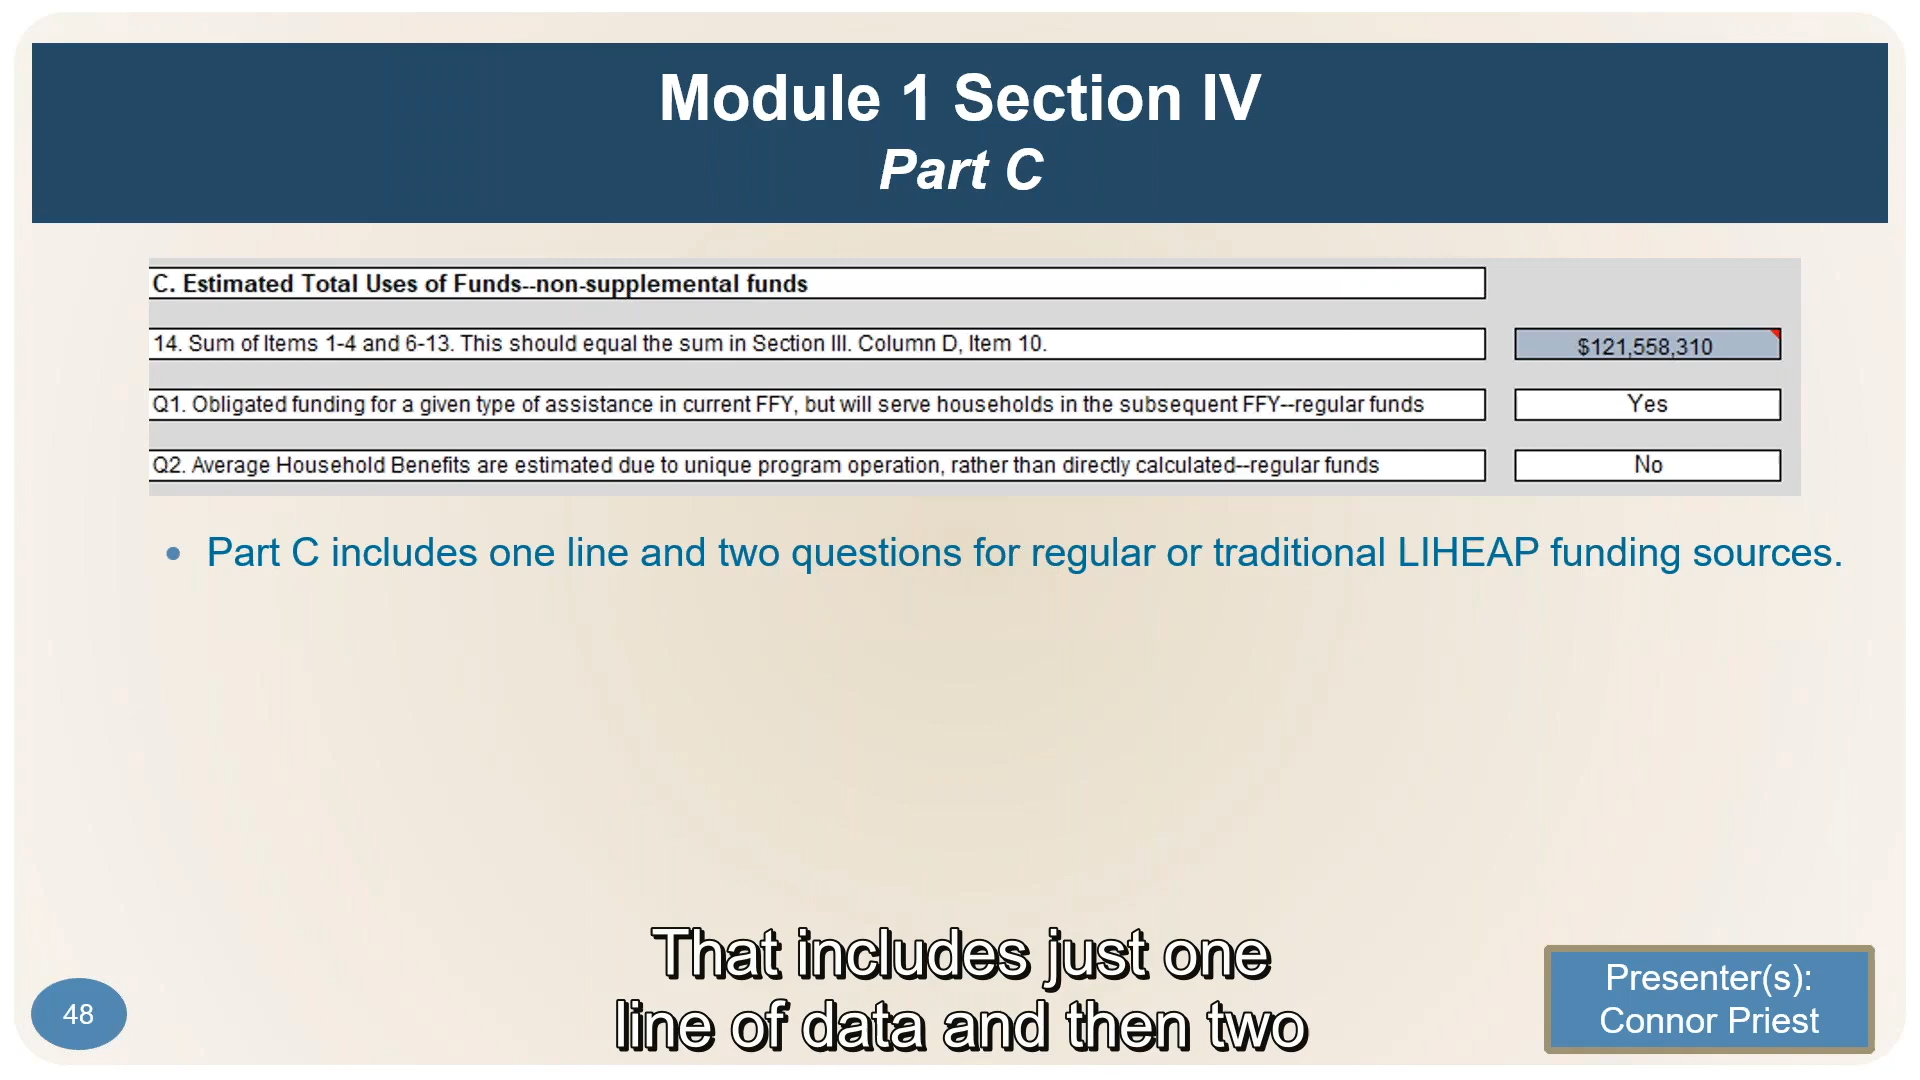 Module 1 Section IV
Part C
C. Estimated Total Uses of Funds--non-supplemental funds
14. Sum of Items 1-4 and 6-13. This should equal the sum in Section III. Column D, Item 10.
$121,558,310
Q1. Obligated funding for a given type of assistance in current FFY, but will serve households in the subsequent FFY--regular funds
Yes
Q2. Average Household Benefits are estimated due to unique program operation, rather than directly calculated--regular funds
No
• Part C includes one line and two questions for regular or traditional LIHEAP funding sources.
That includes just one
line of data and then two
48
Presenter(s):
Connor Priest